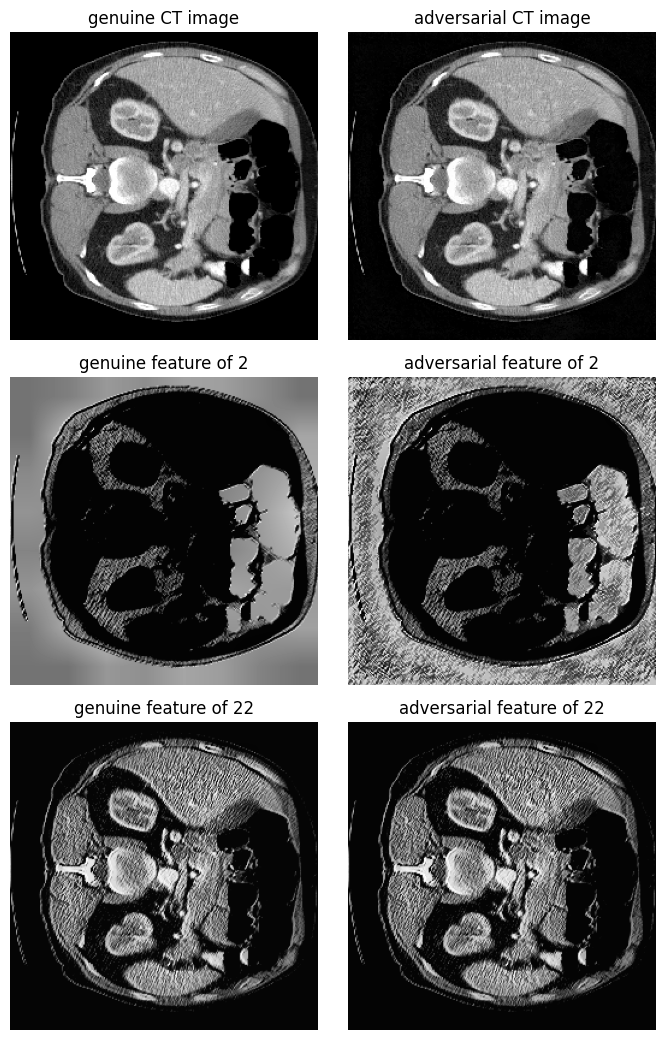 genuine CT image
adversarial CT image
genuine feature of 2
adversarial feature of 2
genuine feature of 22
adversarial feature of 22